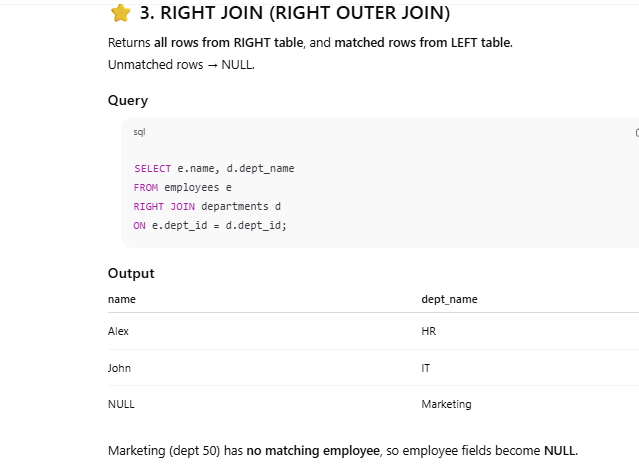 ⭐ 3. RIGHT JOIN (RIGHT OUTER JOIN)
Returns all rows from RIGHT table, and matched rows from LEFT table.
Unmatched rows → NULL.
Query
sql
SELECT e.name, d.dept_name
FROM employees e
RIGHT JOIN departments d
ON e.dept_id = d.dept_id;
Output
name dept_name
Alex HR
John IT
NULL Marketing
Marketing (dept 50) has no matching employee, so employee fields become NULL.